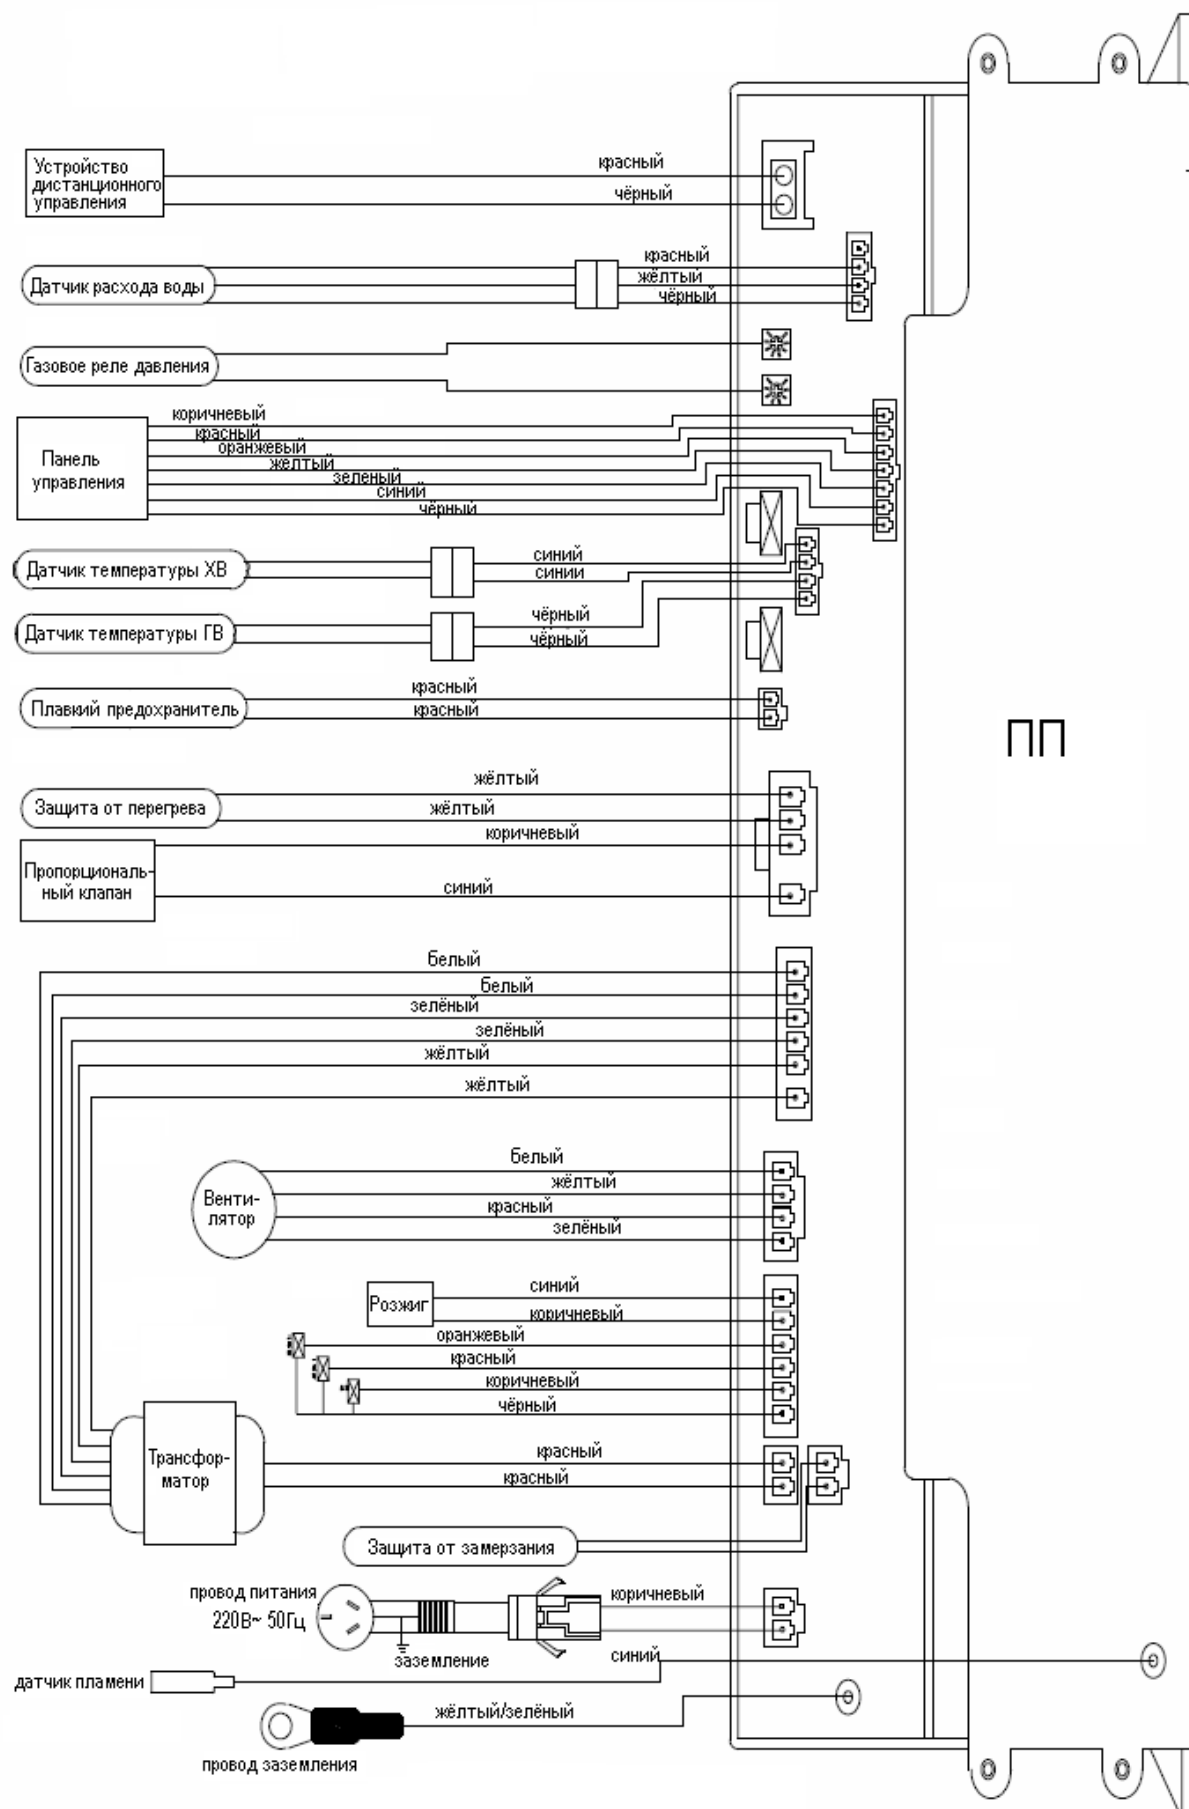 Устройство
дистанционного
управления
красный
чёрный
Датчик расхода воды
красный
жёлтый
чёрный
Газовое реле давления
Панель
управления
коричневый
красный
оранжевый
жёлтый
зеленый
синий
чёрный
Датчик температуры ХВ
синий
синий
Датчик температуры ГВ
чёрный
чёрный
Плавкий предохранитель
красный
красный
ПП
Защита от перегрева
жёлтый
жёлтый
Пропорциональ-
ный клапан
коричневый
синий
белый
белый
зелёный
зелёный
жёлтый
жёлтый
Венти-
лятор
белый
жёлтый
красный
зелёный
Розжиг
синий
коричневый
оранжевый
красный
коричневый
чёрный
Трансфор-
матор
красный
красный
Защита от замерзания
провод питания
220В~ 50Гц
заземление
коричневый
синий
датчик пламени
жёлтый/зелёный
провод заземления